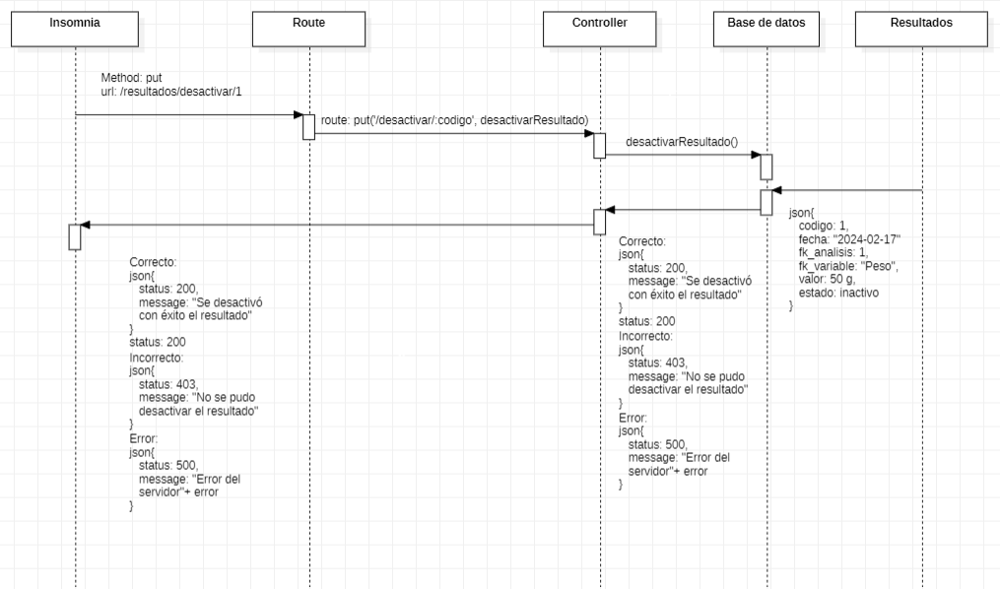 Insomnia
Route
Controller
Base de datos
Resultados
Method: put
url: /resultados/desactivar/1
route: put('/desactivar/:codigo', desactivarResultado)
desactivarResultado()
json{
codigo: 1,
fecha: "2024-02-17"
fk_analisis: 1,
fk_variable: "Peso",
valor: 50 g,
estado: inactivo
}
Correcto:
json{
status: 200,
message: "Se desactivó
con éxito el resultado"
}
status: 200
Incorrecto:
json{
status: 403,
message: "No se pudo
desactivar el resultado"
}
Error:
json{
status: 500,
message: "Error del
servidor"+ error
}
Correcto:
json{
status: 200,
message: "Se desactivó
con éxito el resultado"
}
status: 200
Incorrecto:
json{
status: 403,
message: "No se pudo
desactivar el resultado"
}
Error:
json{
status: 500,
message: "Error del
servidor"+ error
}